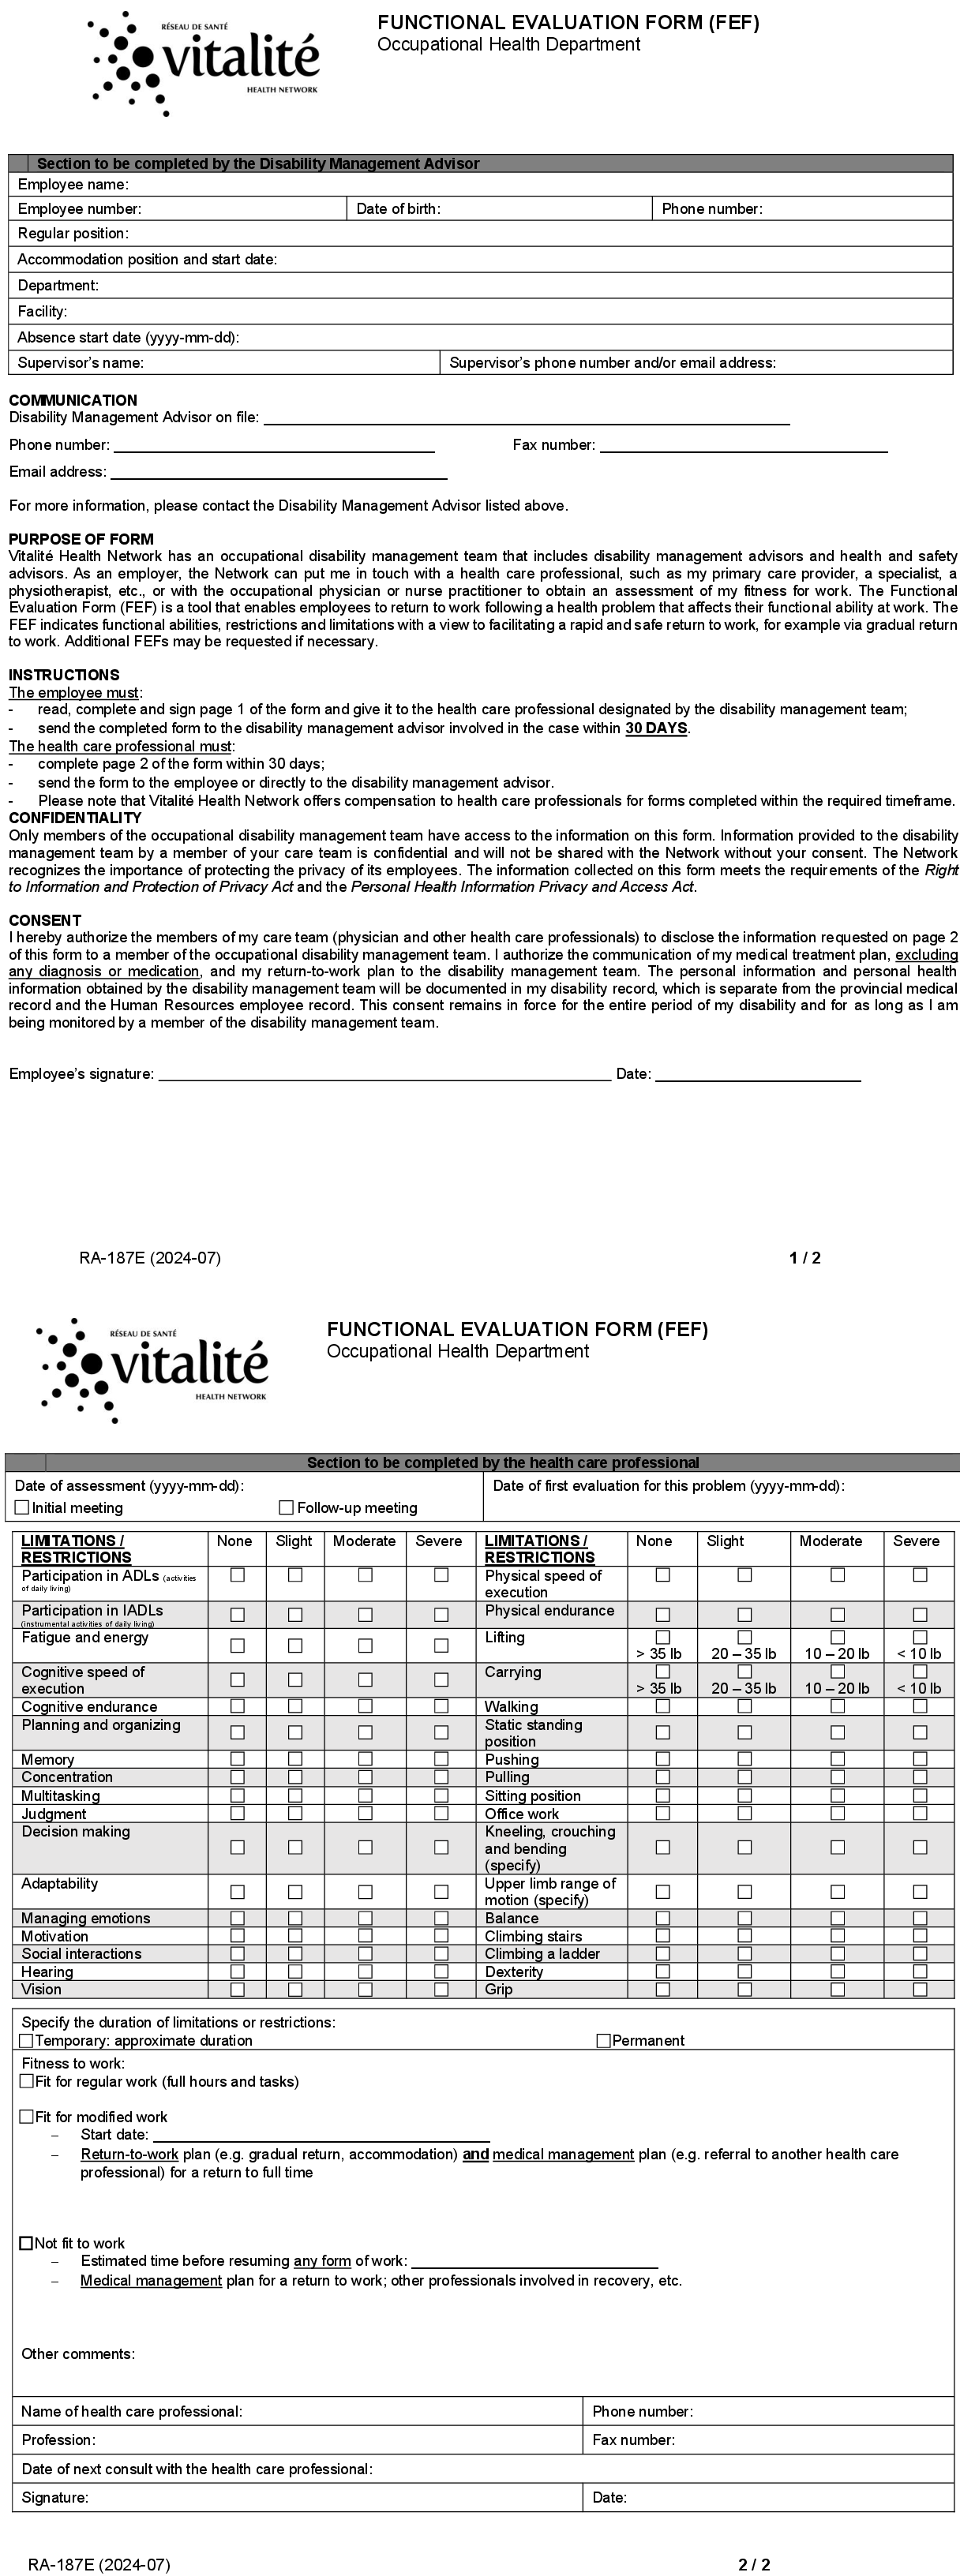 RÉSEAU DE SANTÉ
vitalité
HEALTH NETWORK
FUNCTIONAL EVALUATION FORM (FEF)
Occupational Health Department
Section to be completed by the Disability Management Advisor
Employee name:
Employee number: Date of birth: Phone number:
Regular position:
Accommodation position and start date:
Department:
Facility:
Absence start date (yyyy-mm-dd):
Supervisor's name: Supervisor's phone number and/or email address:
COMMUNICATION
Disability Management Advisor on file:
Phone number: Fax number:
Email address:
For more information, please contact the Disability Management Advisor listed above.
PURPOSE OF FORM
Vitalité Health Network has an occupational disability management team that includes disability management advisors and health and safety
advisors. As an employer, the Network can put me in touch with a health care professional, such as my primary care provider, a specialist, a
physiotherapist, etc., or with the occupational physician or nurse practitioner to obtain an assessment of my fitness for work. The Functional
Evaluation Form (FEF) is a tool that enables employees to return to work following a health problem that affects their functional ability at work. The
FEF indicates functional abilities, restrictions and limitations with a view to facilitating a rapid and safe return to work, for example via gradual return
to work. Additional FEFs may be requested if necessary.
INSTRUCTIONS
The employee must:
- read, complete and sign page 1 of the form and give it to the health care professional designated by the disability management team;
- send the completed form to the disability management advisor involved in the case within 30 DAYS.
The health care professional must:
- complete page 2 of the form within 30 days;
- send the form to the employee or directly to the disability management advisor.
- Please note that Vitalité Health Network offers compensation to health care professionals for forms completed within the required timeframe.
CONFIDENTIALITY
Only members of the occupational disability management team have access to the information on this form. Information provided to the disability
management team by a member of your care team is confidential and will not be shared with the Network without your consent. The Network
recognizes the importance of protecting the privacy of its employees. The information collected on this form meets the requirements of the Right
to Information and Protection of Privacy Act and the Personal Health Information Privacy and Access Act.
CONSENT
I hereby authorize the members of my care team (physician and other health care professionals) to disclose the information requested on page 2
of this form to a member of the occupational disability management team. I authorize the communication of my medical treatment plan, excluding
any diagnosis or medication, and my return-to-work plan to the disability management team. The personal information and personal health
information obtained by the disability management team will be documented in my disability record, which is separate from the provincial medical
record and the Human Resources employee record. This consent remains in force for the entire period of my disability and for as long as I am
being monitored by a member of the disability management team.
Employee's signature: Date:
RA-187E (2024-07) 1 / 2
RÉSEAU DE SANTÉ
vitalité
HEALTH NETWORK
FUNCTIONAL EVALUATION FORM (FEF)
Occupational Health Department
Section to be completed by the health care professional
Date of assessment (yyyy-mm-dd): Date of first evaluation for this problem (yyyy-mm-dd):
Initial meeting Follow-up meeting
LIMITATIONS / None Slight Moderate Severe LIMITATIONS / None Slight Moderate Severe
RESTRICTIONS RESTRICTIONS
Participation in ADLs (activities Physical speed of
of daily living) execution
Participation in IADLs Physical endurance
(instrumental activities of daily living)
Fatigue and energy Lifting
> 35 lb 20 – 35 lb 10 – 20 lb < 10 lb
Cognitive speed of Carrying
execution > 35 lb 20 – 35 lb 10 – 20 lb < 10 lb
Cognitive endurance Walking
Planning and organizing Static standing
position
Memory Pushing
Concentration Pulling
Multitasking Sitting position
Judgment Office work
Decision making Kneeling, crouching
and bending
(specify)
Adaptability Upper limb range of
motion (specify)
Managing emotions Balance
Motivation Climbing stairs
Social interactions Climbing a ladder
Hearing Dexterity
Vision Grip
Specify the duration of limitations or restrictions:
Temporary: approximate duration Permanent
Fitness to work:
Fit for regular work (full hours and tasks)
Fit for modified work
– Start date:
– Return-to-work plan (e.g. gradual return, accommodation) and medical management plan (e.g. referral to another health care
professional) for a return to full time
Not fit to work
– Estimated time before resuming any form of work:
– Medical management plan for a return to work; other professionals involved in recovery, etc.
Other comments:
Name of health care professional: Phone number:
Profession: Fax number:
Date of next consult with the health care professional:
Signature: Date:
RA-187E (2024-07) 2 / 2